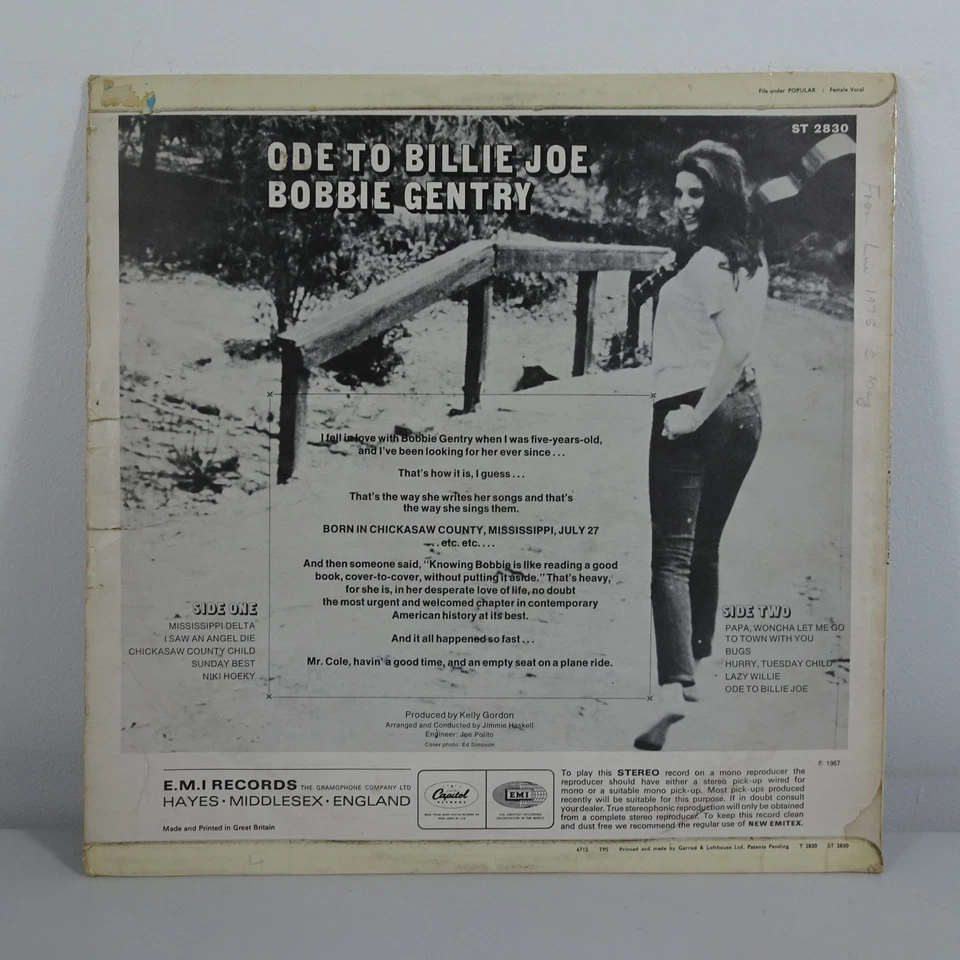 File under POPULAR : Female Vocal
ST 2830
ODE TO BILLIE JOE
BOBBIE GENTRY
1975
I fell in love with Bobbie Gentry when I was five-years-old,
and I've been looking for her ever since . . .
That's how it is, I guess . . .
That's the way she writes her songs and that's
the way she sings them.
BORN IN CHICKASAW COUNTY, MISSISSIPPI, JULY 27
. . . etc. etc. . . .
And then someone said, "Knowing Bobbie is like reading a good
book, cover-to-cover, without putting it aside." That's heavy,
for she is, in her desperate love of life, no doubt
the most urgent and welcomed chapter in contemporary
American history at its best.
And it all happened so fast . . .
Mr. Cole, havin' a good time, and an empty seat on a plane ride.
SIDE ONE
MISSISSIPPI DELTA
I SAW AN ANGEL DIE
CHICKASAW COUNTY CHILD
SUNDAY BEST
NIKI HOEKY
SIDE TWO
PAPA, WONCHA LET ME GO
TO TOWN WITH YOU
BUGS
HURRY, TUESDAY CHILD
LAZY WILLIE
ODE TO BILLIE JOE
Produced by Kelly Gordon
Arranged and Conducted by Jimmie Haskell
Engineer: Joe Polito
Cover photo: Ed Simpson
℗ 1967
E.M.I RECORDS THE GRAMOPHONE COMPANY LTD
HAYES · MIDDLESEX · ENGLAND
Made and Printed in Great Britain
Capitol
RECORDS
EMI
THE GREATEST RECORDING
ORGANISATION IN THE WORLD
To play this STEREO record on a mono reproducer the
reproducer should have either a stereo pick-up wired for
mono or a suitable mono pick-up. Most pick-ups produced
recently will be suitable for this purpose. If in doubt consult
your dealer. True stereophonic reproduction will only be obtained
from a complete stereo reproducer. To keep this record clean
and dust free we recommend the regular use of NEW EMITEX.
6712 TPS Printed and made by Garrod & Lofthouse Ltd. Patents Pending T 2830 ST 2830